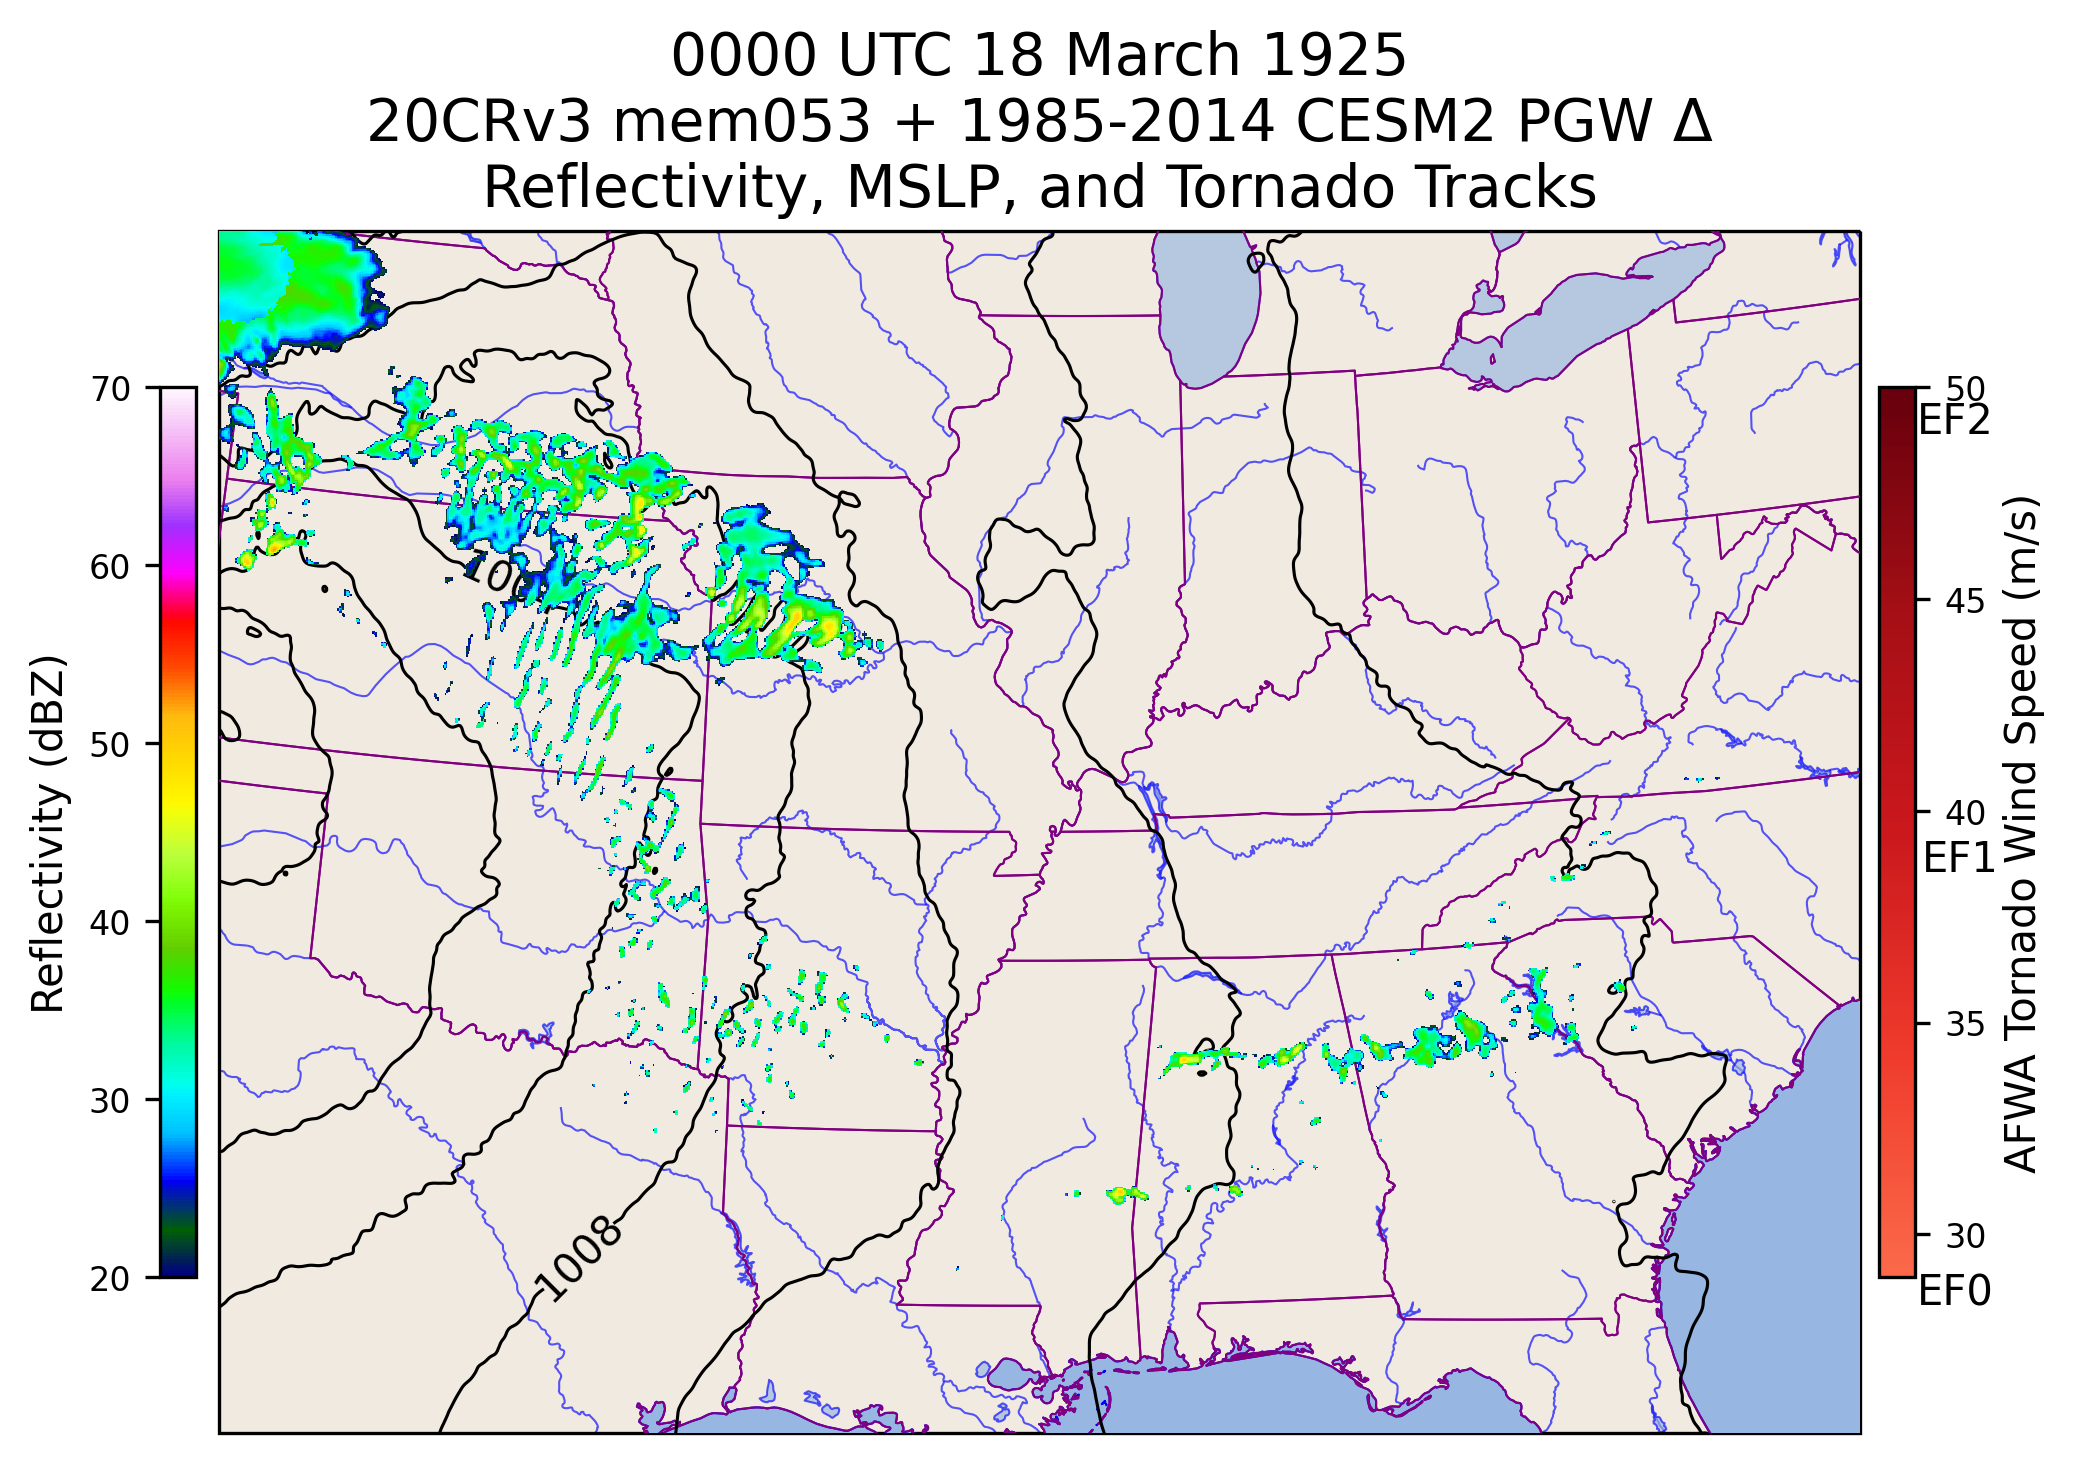 0000 UTC 18 March 1925
20CRv3 mem053 + 1985-2014 CESM2 PGW Δ
Reflectivity, MSLP, and Tornado Tracks
Reflectivity (dBZ)
70
60
50
40
30
20
1008
50
EF2
45
40
EF1
35
30
EF0
AFWA Tornado Wind Speed (m/s)